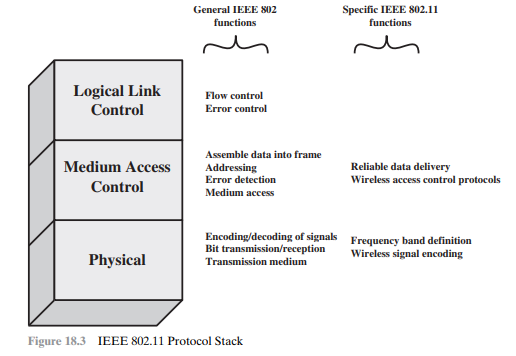 General IEEE 802
functions
Specific IEEE 802.11
functions
Logical Link
Control
Flow control
Error control
Medium Access
Control
Assemble data into frame
Addressing
Error detection
Medium access
Reliable data delivery
Wireless access control protocols
Physical
Encoding/decoding of signals
Bit transmission/reception
Transmission medium
Frequency band definition
Wireless signal encoding
Figure 18.3 IEEE 802.11 Protocol Stack